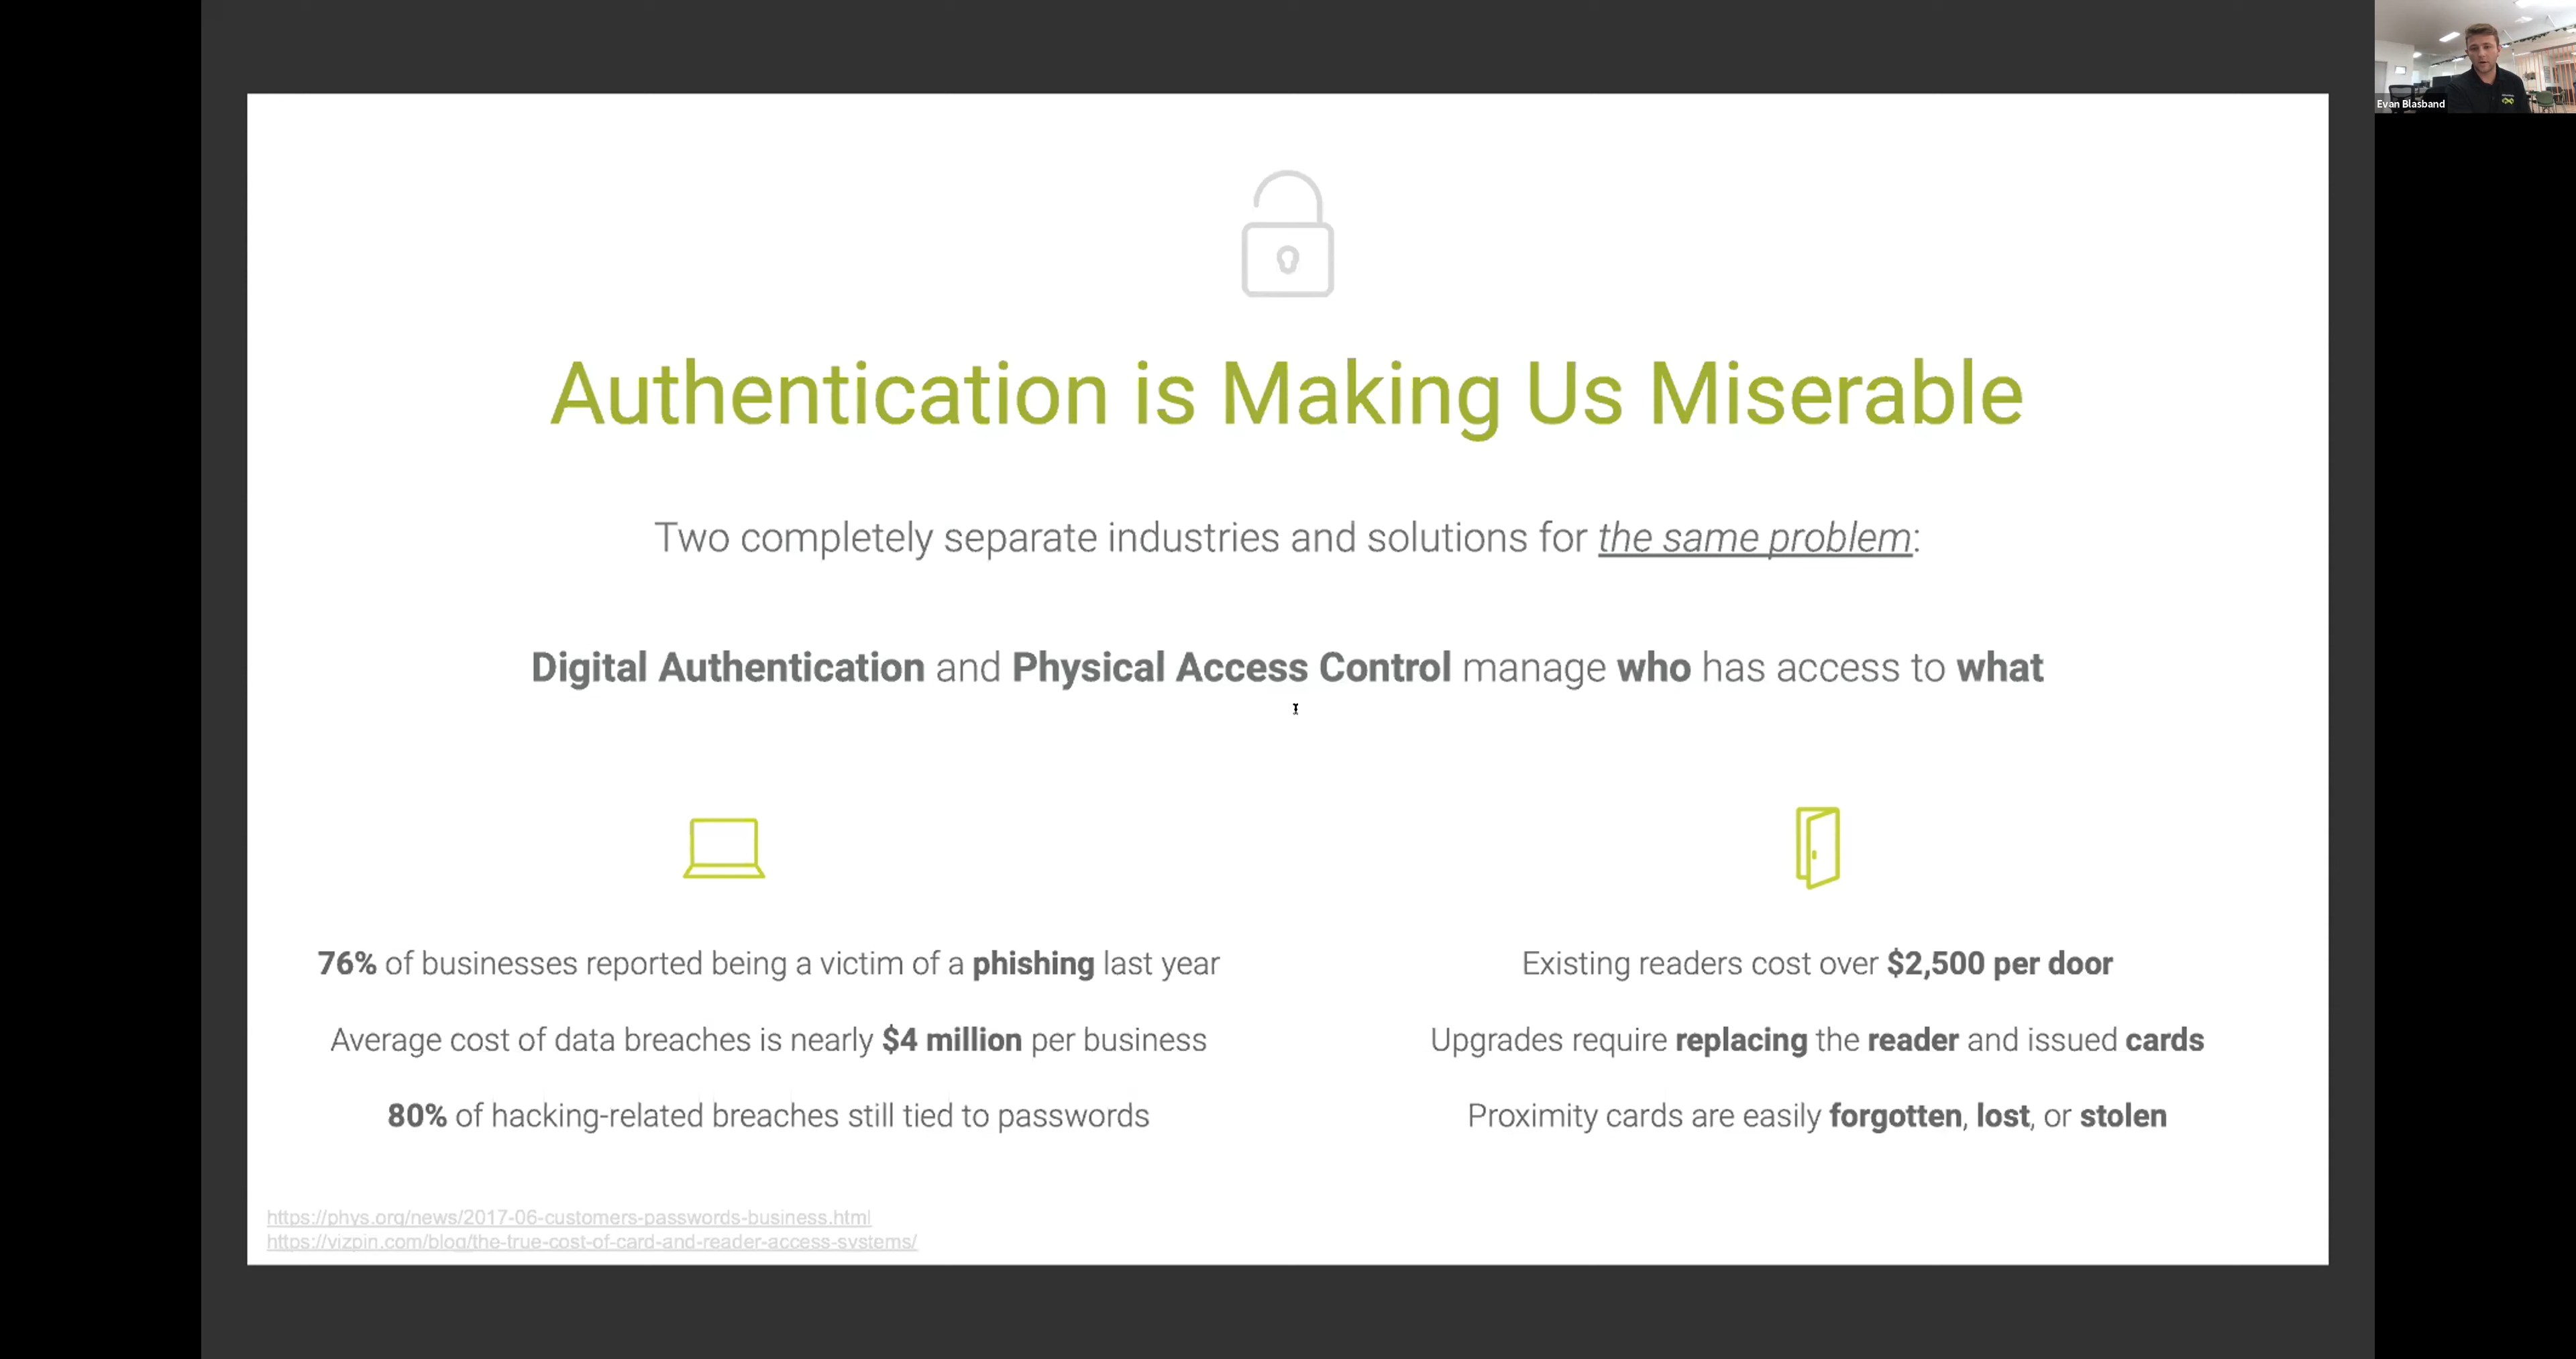 Evan Blasband
Authentication is Making Us Miserable
Two completely separate industries and solutions for the same problem:
Digital Authentication and Physical Access Control manage who has access to what
76% of businesses reported being a victim of a phishing last year
Average cost of data breaches is nearly $4 million per business
80% of hacking-related breaches still tied to passwords
Existing readers cost over $2,500 per door
Upgrades require replacing the reader and issued cards
Proximity cards are easily forgotten, lost, or stolen
https://phys.org/news/2017-06-customers-passwords-business.html
https://vizpin.com/blog/the-true-cost-of-card-and-reader-access-systems/